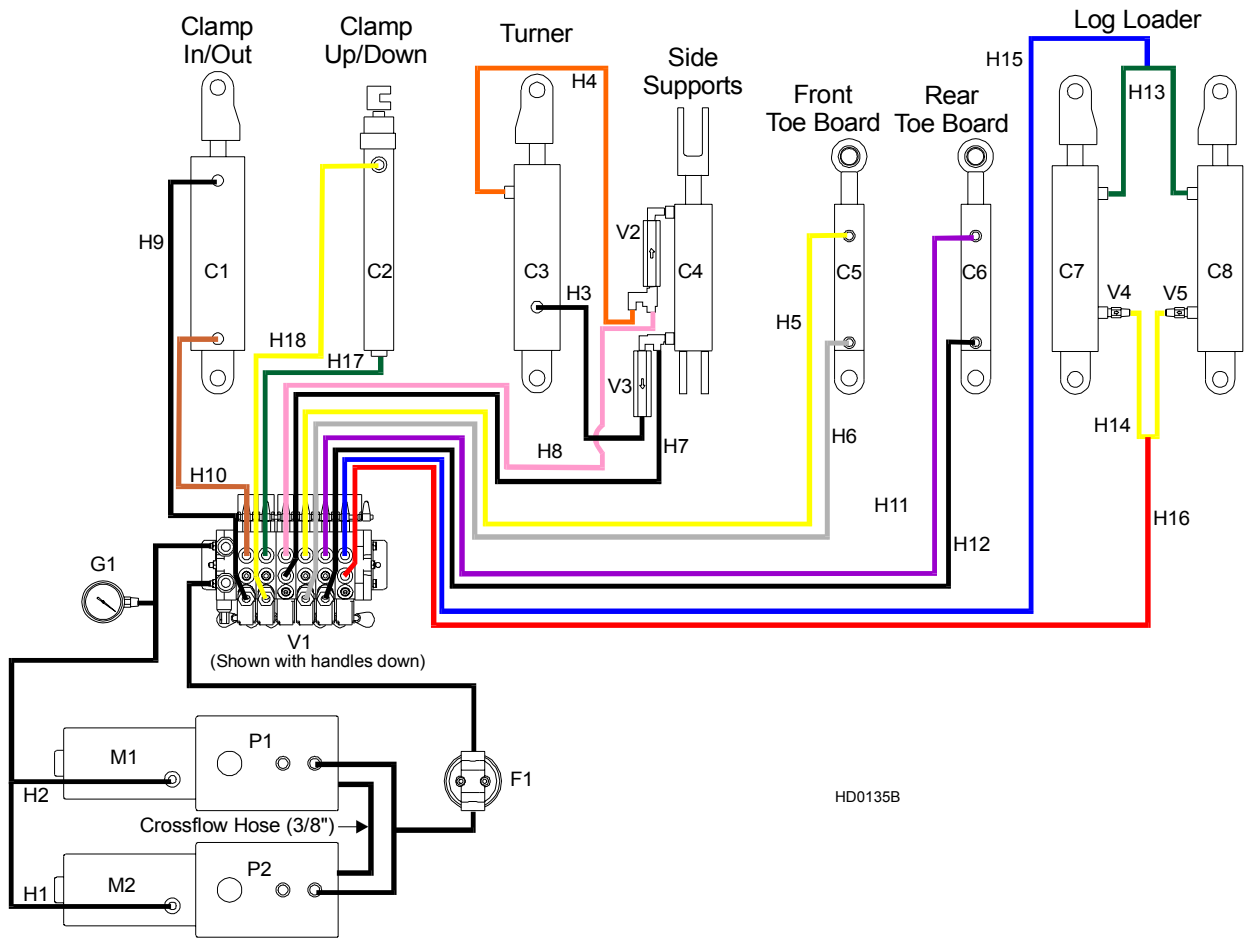 Clamp
In/Out
Clamp
Up/Down
Turner
Side
Supports
Front
Toe Board
Rear
Toe Board
Log Loader
H15
H4
H13
H9
C1
C2
C3
V2
C4
C5
C6
C7
C8
H3
V4
V5
H18
H17
H5
V3
H14
H10
H8
H7
H6
H11
H16
H12
G1
V1
(Shown with handles down)
M1
P1
F1
H2
HD0135B
Crossflow Hose (3/8")
M2
P2
H1